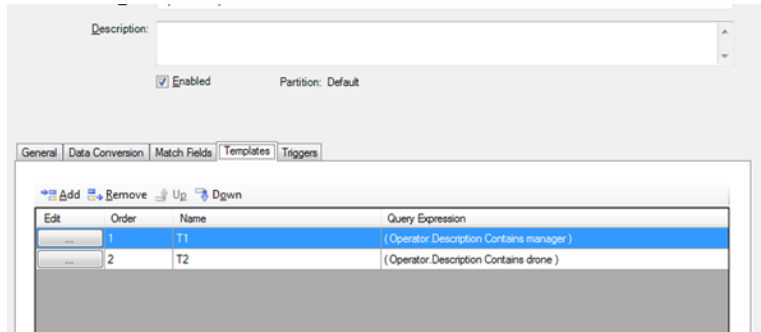 Description:
Enabled Partition: Default
General Data Conversion Match Fields Templates Triggers
Add Remove Up Down
Edit Order Name Query Expression
... 1 T1 ( Operator.Description Contains manager )
... 2 T2 ( Operator.Description Contains drone )